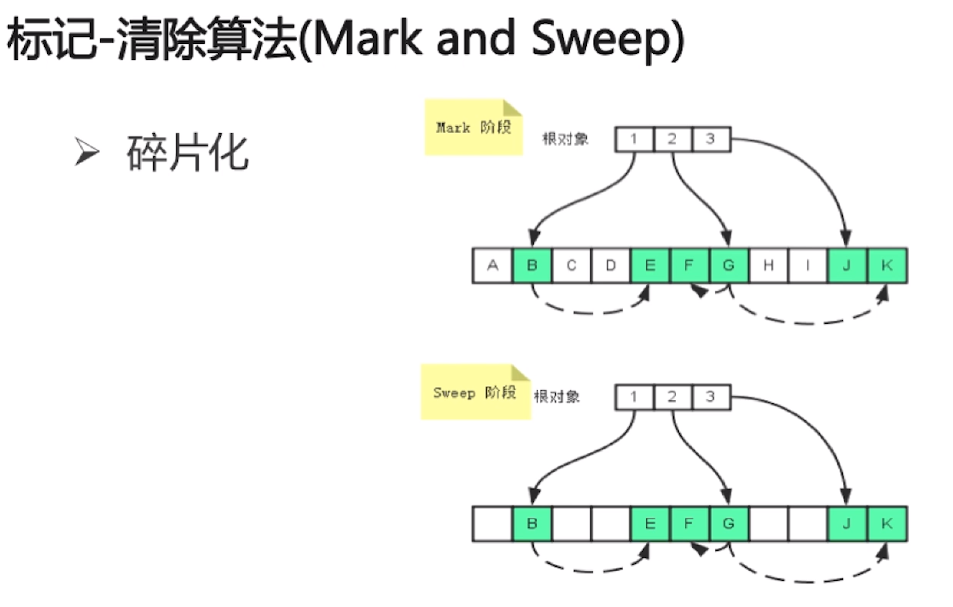 标记-清除算法(Mark and Sweep)
➢ 碎片化
Mark 阶段
根对象 1 2 3
A B C D E F G H I J K
Sweep 阶段
根对象 1 2 3
B E F G J K